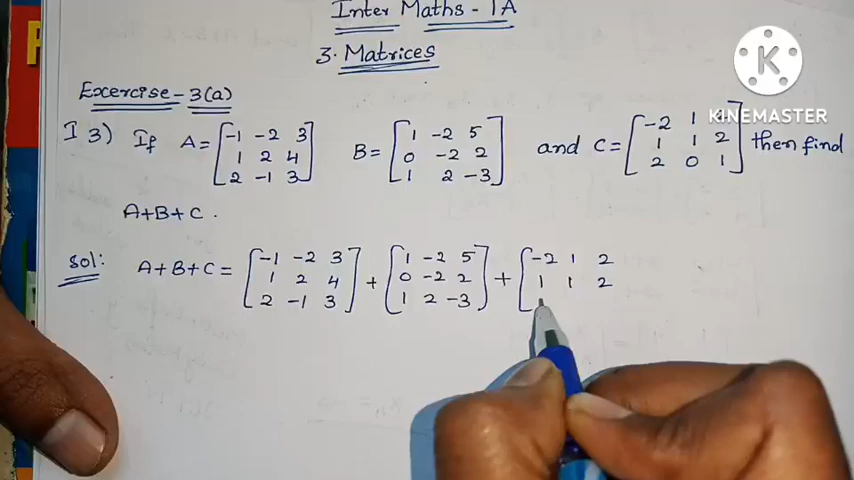 Inter Maths - 1A
3. Matrices
Excercise - 3(a)
I 3) If A = [-1 -2 3
1 2 4
2 -1 3] B = [1 -2 5
0 -2 2
1 2 -3] and C = [-2 1
1 1 2
2 0 1] then find
A+B+C.
Sol: A+B+C = [-1 -2 3
1 2 4
2 -1 3] + [1 -2 5
0 -2 2
1 2 -3] + [-2 1 2
1 1 2
K
KINEMASTER